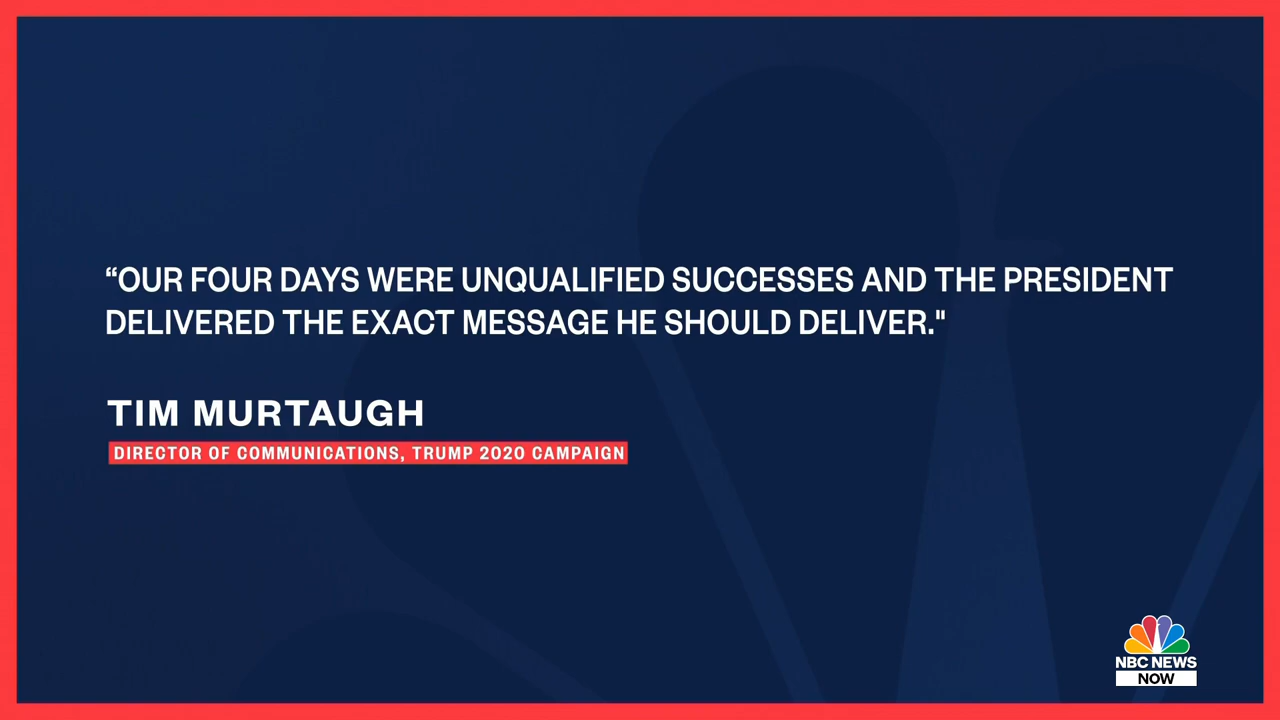 “OUR FOUR DAYS WERE UNQUALIFIED SUCCESSES AND THE PRESIDENT
DELIVERED THE EXACT MESSAGE HE SHOULD DELIVER."
TIM MURTAUGH
DIRECTOR OF COMMUNICATIONS, TRUMP 2020 CAMPAIGN
NBC NEWS
NOW